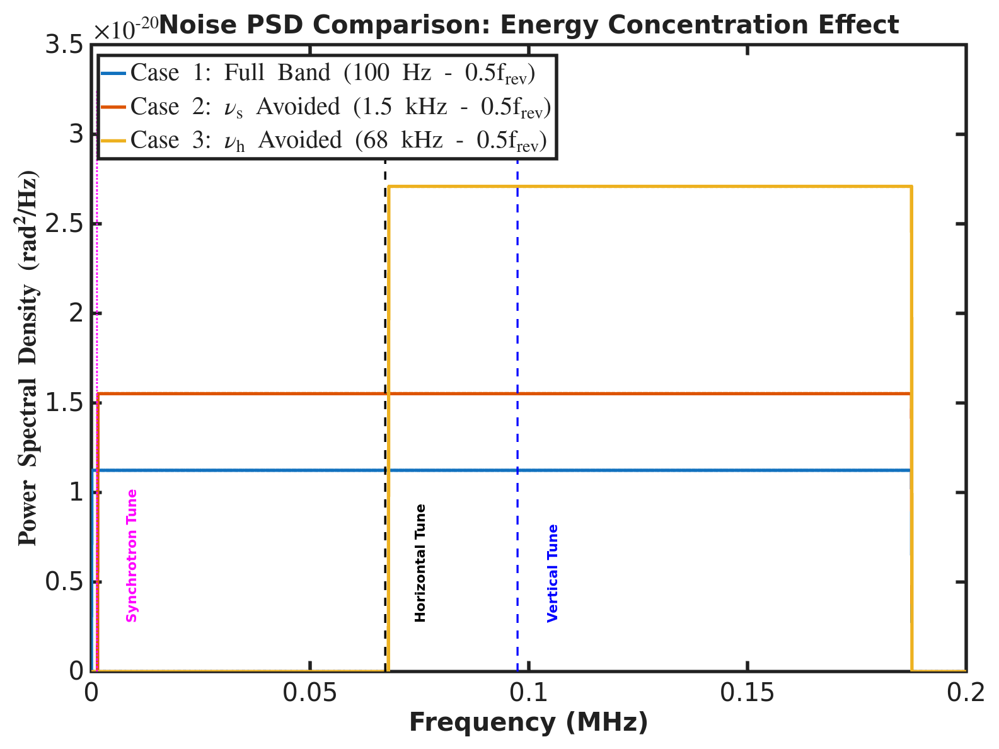 ×10⁻²⁰
Noise PSD Comparison: Energy Concentration Effect
Case 1: Full Band (100 Hz - 0.5f_rev)
Case 2: ν_s Avoided (1.5 kHz - 0.5f_rev)
Case 3: ν_h Avoided (68 kHz - 0.5f_rev)
Power Spectral Density (rad²/Hz)
3.5
3
2.5
2
1.5
1
0.5
0
Synchrotron Tune
Horizontal Tune
Vertical Tune
0 0.05 0.1 0.15 0.2
Frequency (MHz)